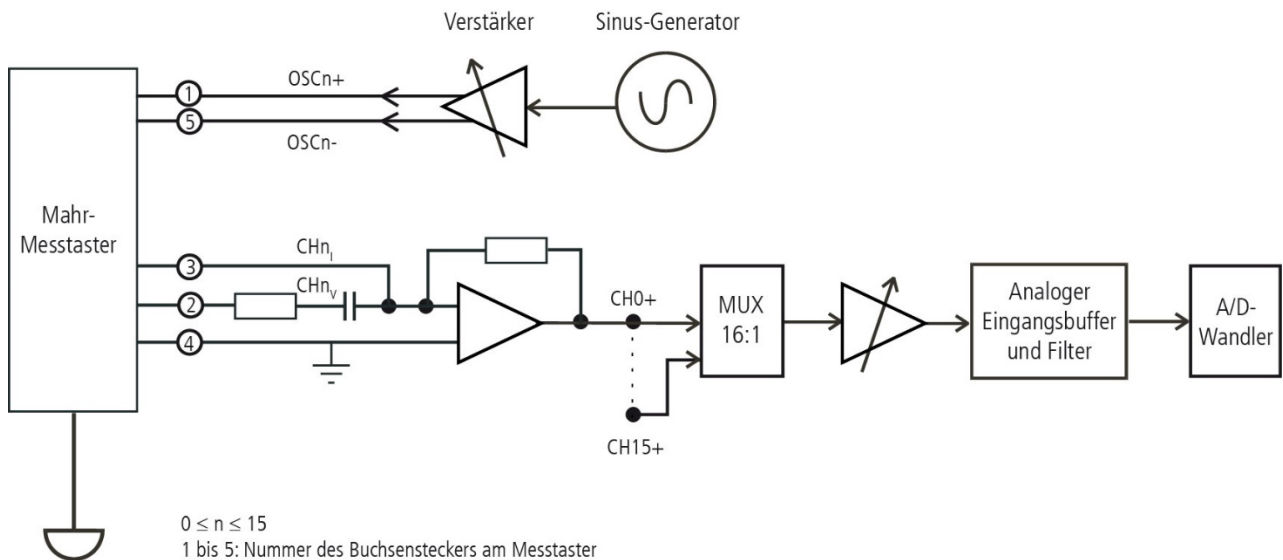 Verstärker
Sinus-Generator
OSCn+
1
5
OSCn-
Mahr-
Messtaster
CHnI
3
CHnV
2
4
CH0+
MUX
16:1
Analoger
Eingangsbuffer
und Filter
A/D-
Wandler
CH15+
0 ≤ n ≤ 15
1 bis 5: Nummer des Buchsensteckers am Messtaster